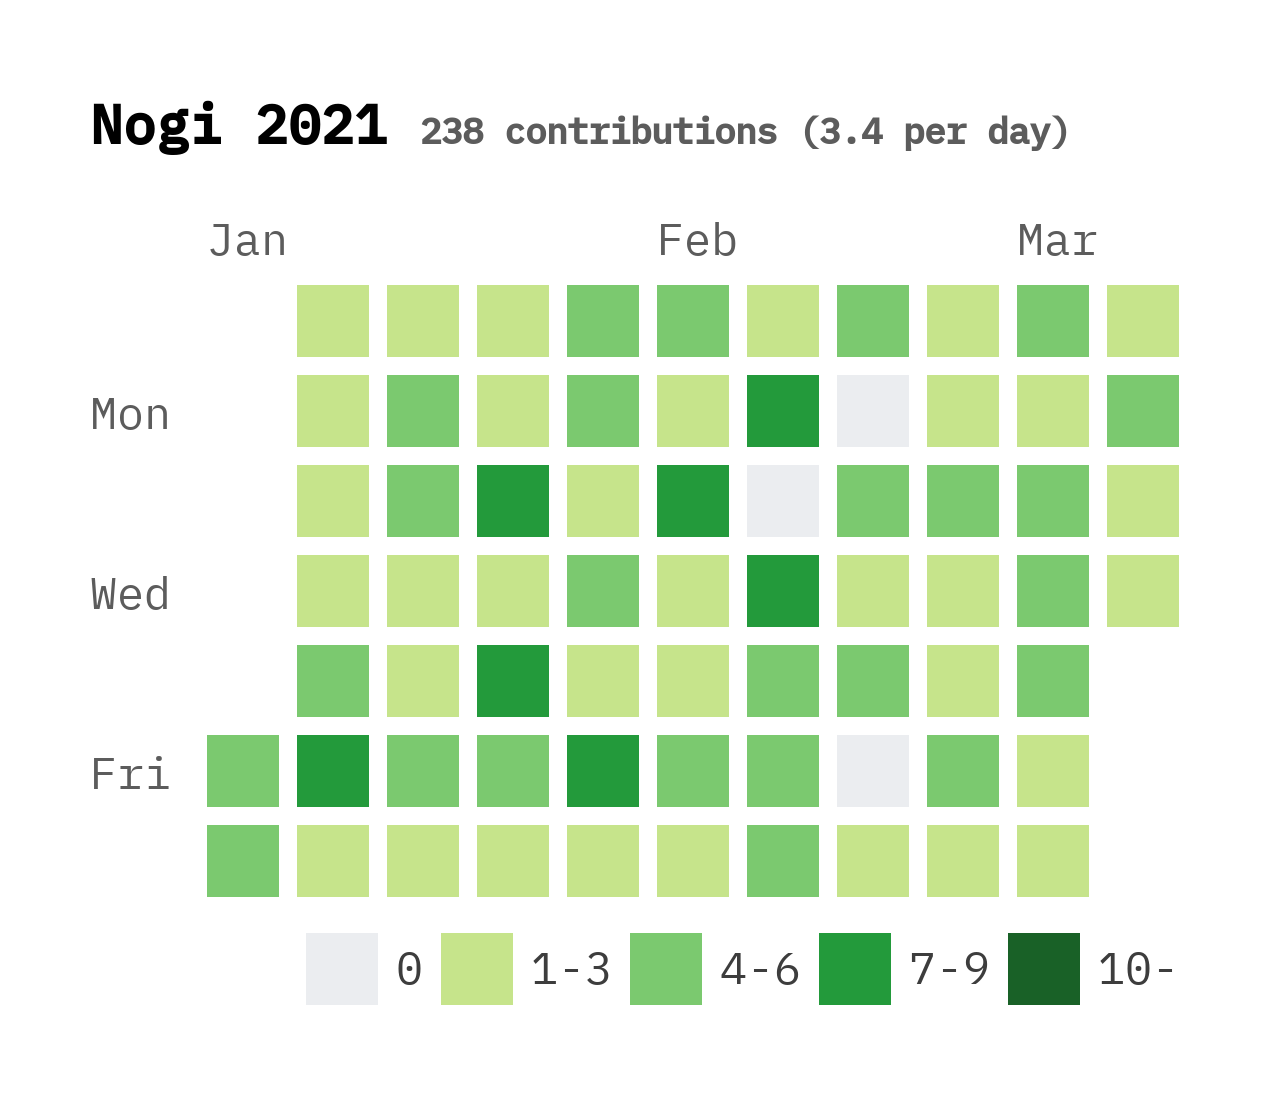 Nogi 2021 238 contributions (3.4 per day)
Jan Feb Mar
Mon
Wed
Fri
0 1-3 4-6 7-9 10-